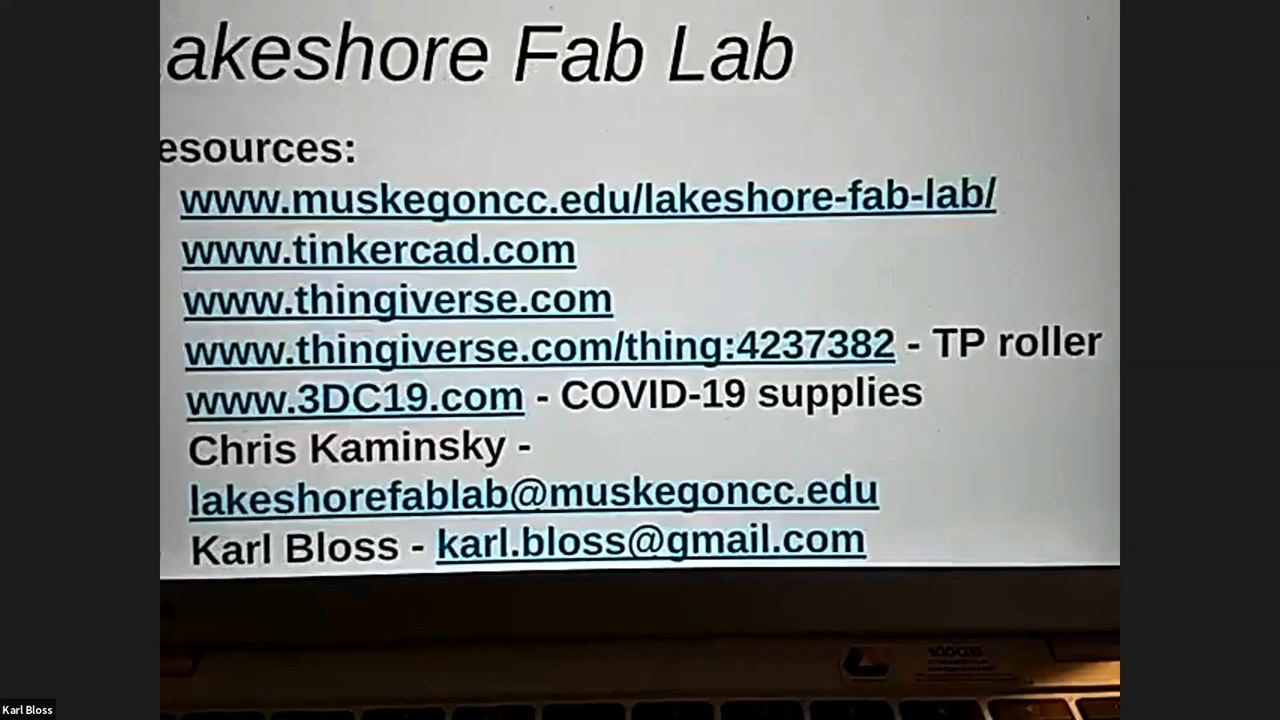 akeshore Fab Lab
esources:
www.muskegoncc.edu/lakeshore-fab-lab/
www.tinkercad.com
www.thingiverse.com
www.thingiverse.com/thing:4237382 - TP roller
www.3DC19.com - COVID-19 supplies
Chris Kaminsky -
lakeshorefablab@muskegoncc.edu
Karl Bloss - karl.bloss@gmail.com
Karl Bloss